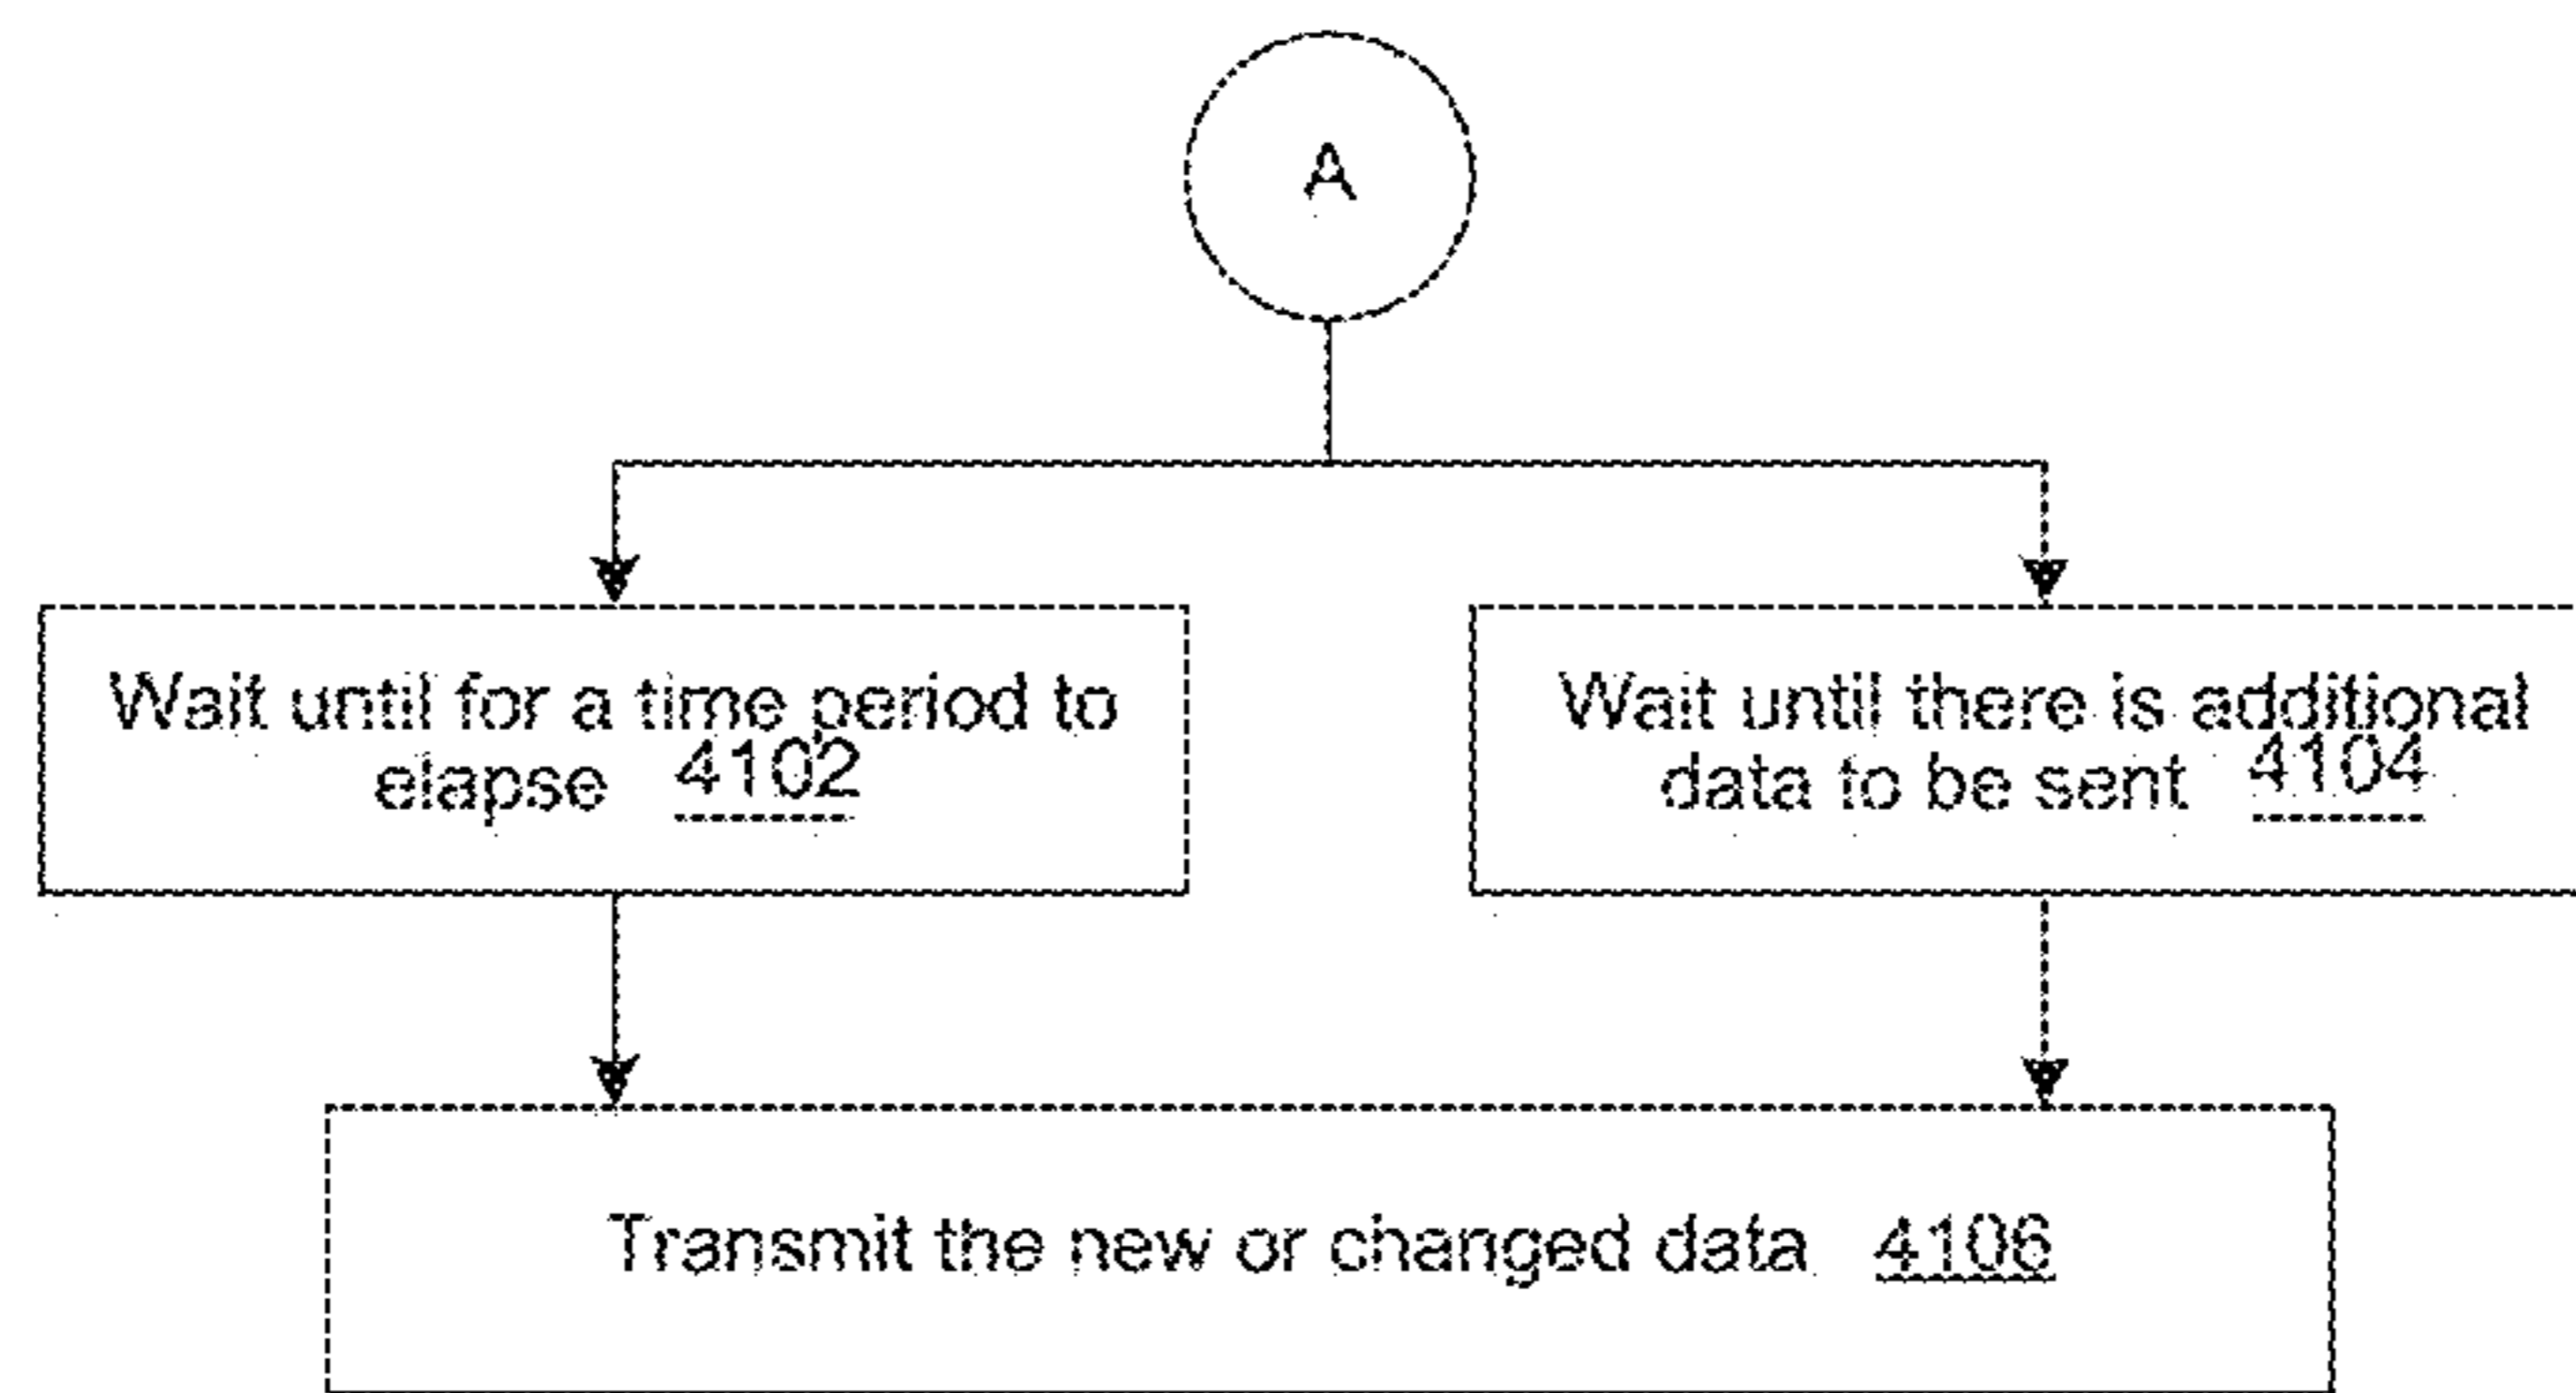 A
Wait until for a time period to
elapse 4102
Wait until there is additional
data to be sent 4104
Transmit the new or changed data 4106